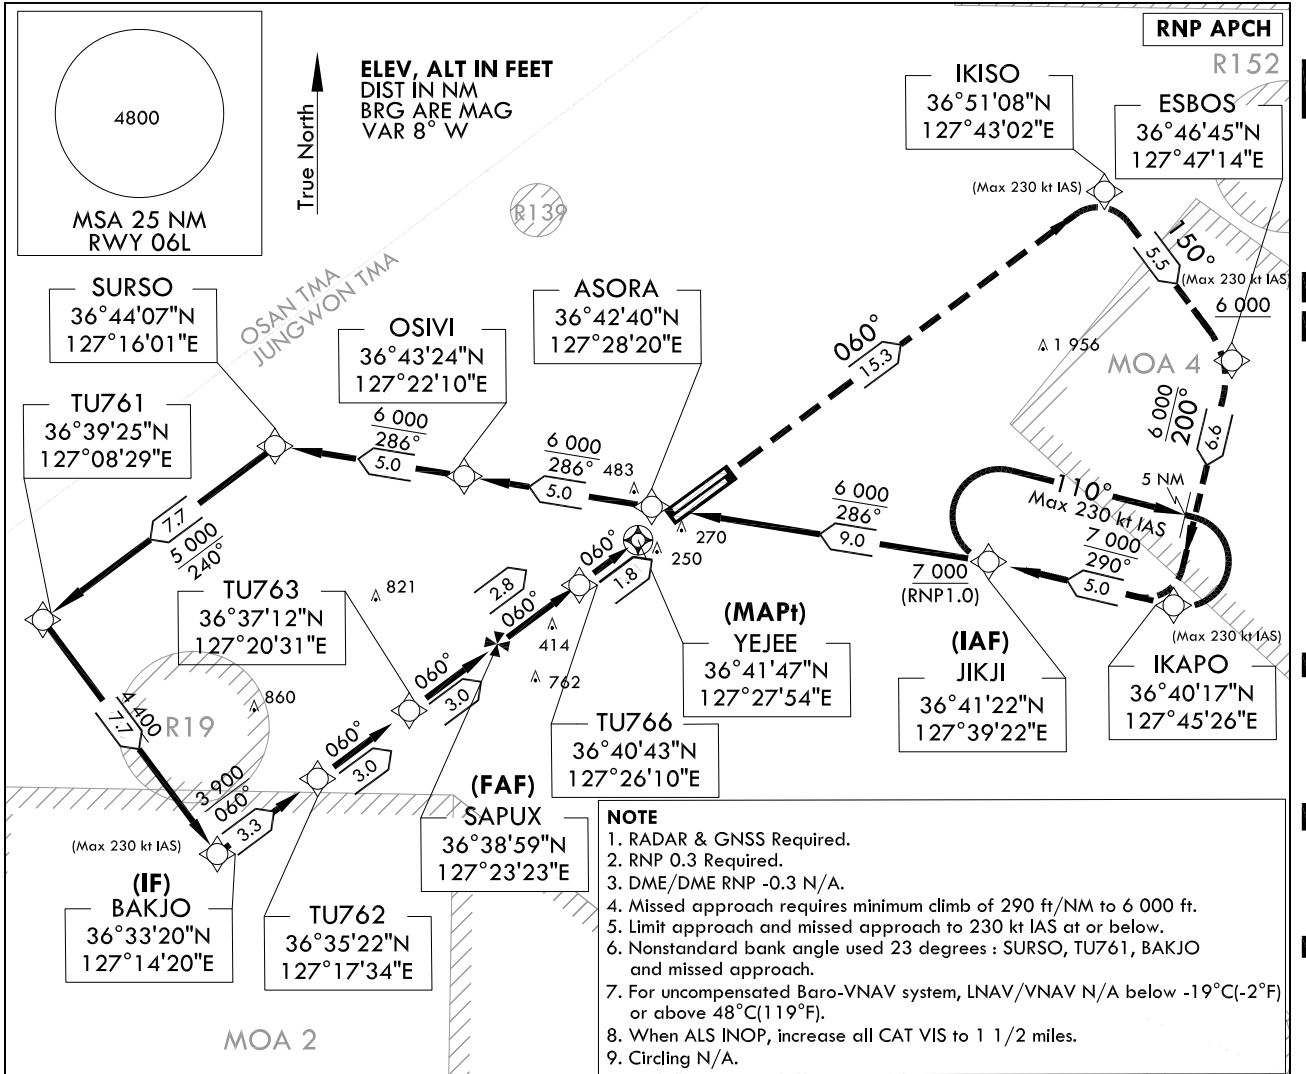 RNP APCH
R152
4800
MSA 25 NM
RWY 06L
True North
ELEV, ALT IN FEET
DIST IN NM
BRG ARE MAG
VAR 8° W
R139
OSAN TMA
JUNGWON TMA
IKISO
36°51'08"N
127°43'02"E
(Max 230 kt IAS)
ESBOS
36°46'45"N
127°47'14"E
150°
5.5
(Max 230 kt IAS)
6 000
SURSO
36°44'07"N
127°16'01"E
OSIVI
36°43'24"N
127°22'10"E
ASORA
36°42'40"N
127°28'20"E
060°
15.3
1 956
MOA 4
TU761
36°39'25"N
127°08'29"E
6 000
286°
5.0
6 000
286°
5.0
483
6 000
200°
6.6
5 NM
110°
Max 230 kt IAS
6 000
286°
9.0
7 000
290°
5.0
7.7
5 000
240°
270
250
7 000
(RNP1.0)
TU763
36°37'12"N
127°20'31"E
821
2.8
060°
060°
1.8
414
762
(MAPt)
YEJEE
36°41'47"N
127°27'54"E
(IAF)
JIKJI
36°41'22"N
127°39'22"E
(Max 230 kt IAS)
IKAPO
36°40'17"N
127°45'26"E
4 400
7.7
R19
860
060°
3.0
060°
3.0
TU766
36°40'43"N
127°26'10"E
3 900
060°
3.3
(Max 230 kt IAS)
(FAF)
SAPUX
36°38'59"N
127°23'23"E
(IF)
BAKJO
36°33'20"N
127°14'20"E
TU762
36°35'22"N
127°17'34"E
MOA 2
NOTE
1. RADAR & GNSS Required.
2. RNP 0.3 Required.
3. DME/DME RNP -0.3 N/A.
4. Missed approach requires minimum climb of 290 ft/NM to 6 000 ft.
5. Limit approach and missed approach to 230 kt IAS at or below.
6. Nonstandard bank angle used 23 degrees : SURSO, TU761, BAKJO
and missed approach.
7. For uncompensated Baro-VNAV system, LNAV/VNAV N/A below -19°C(-2°F)
or above 48°C(119°F).
8. When ALS INOP, increase all CAT VIS to 1 1/2 miles.
9. Circling N/A.